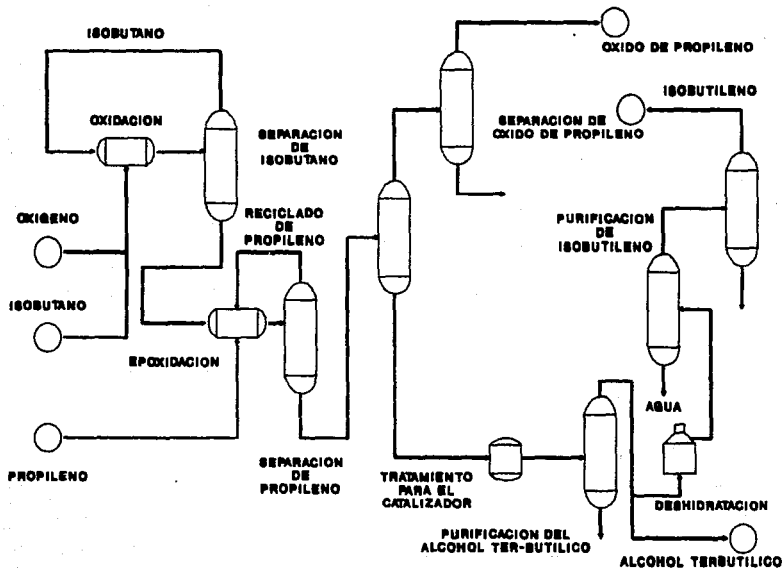 ISOBUTANO
OXIDACION
SEPARACION
DE
ISOBUTANO
OXIGENO
ISOBUTANO
RECICLADO
DE
PROPILENO
EPOXIDACION
PROPILENO
SEPARACION
DE
PROPILENO
OXIDO DE PROPILENO
SEPARACION DE
OXIDO DE PROPILENO
ISOBUTILENO
PURIFICACION
DE
ISOBUTILENO
AGUA
TRATAMIENTO
PARA EL
CATALIZADOR
DESHIDRATACION
PURIFICACION DEL
ALCOHOL TER-BUTILICO
ALCOHOL TERBUTILICO